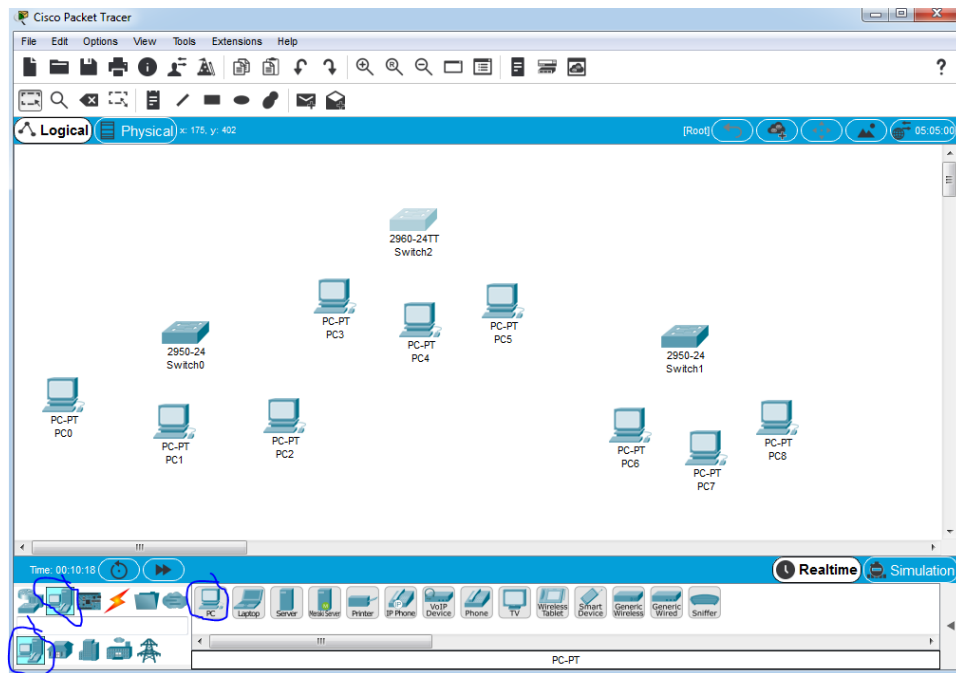 Cisco Packet Tracer
File Edit Options View Tools Extensions Help
?
Logical Physical x: 175, y: 402 [Root] 05:05:00
2960-24TT
Switch2
PC-PT
PC3
PC-PT
PC4
PC-PT
PC5
2950-24
Switch0
2950-24
Switch1
PC-PT
PC0
PC-PT
PC1
PC-PT
PC2
PC-PT
PC6
PC-PT
PC7
PC-PT
PC8
Time: 00:10:18 Realtime Simulation
PC Laptop Server Meraki Server Printer IP Phone VoIP Device Phone TV Wireless Tablet Smart Device Generic Wireless Generic Wired Sniffer
PC-PT